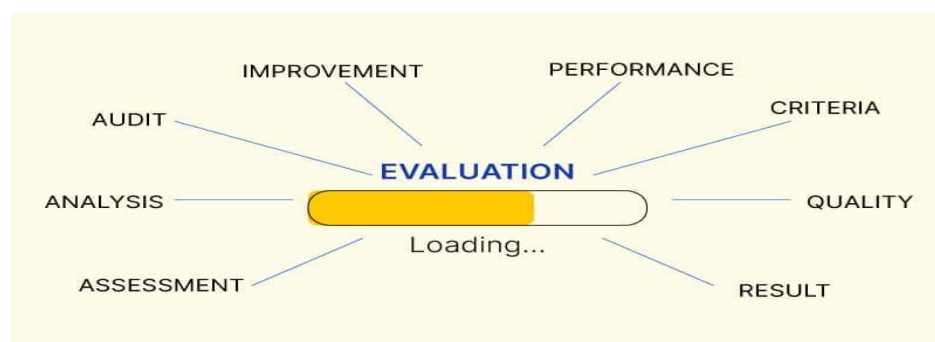 IMPROVEMENT
PERFORMANCE
AUDIT
CRITERIA
EVALUATION
ANALYSIS
QUALITY
Loading...
ASSESSMENT
RESULT